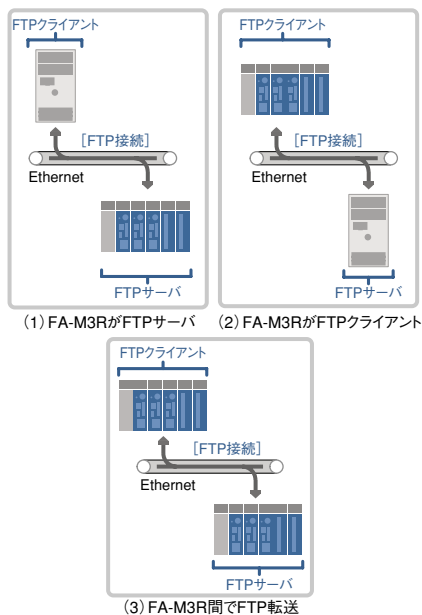 FTPクライアント
[FTP接続]
Ethernet
FTPサーバ
(1)FA-M3RがFTPサーバ
FTPクライアント
[FTP接続]
Ethernet
FTPサーバ
(2)FA-M3RがFTPクライアント
FTPクライアント
[FTP接続]
Ethernet
FTPサーバ
(3)FA-M3R間でFTP転送